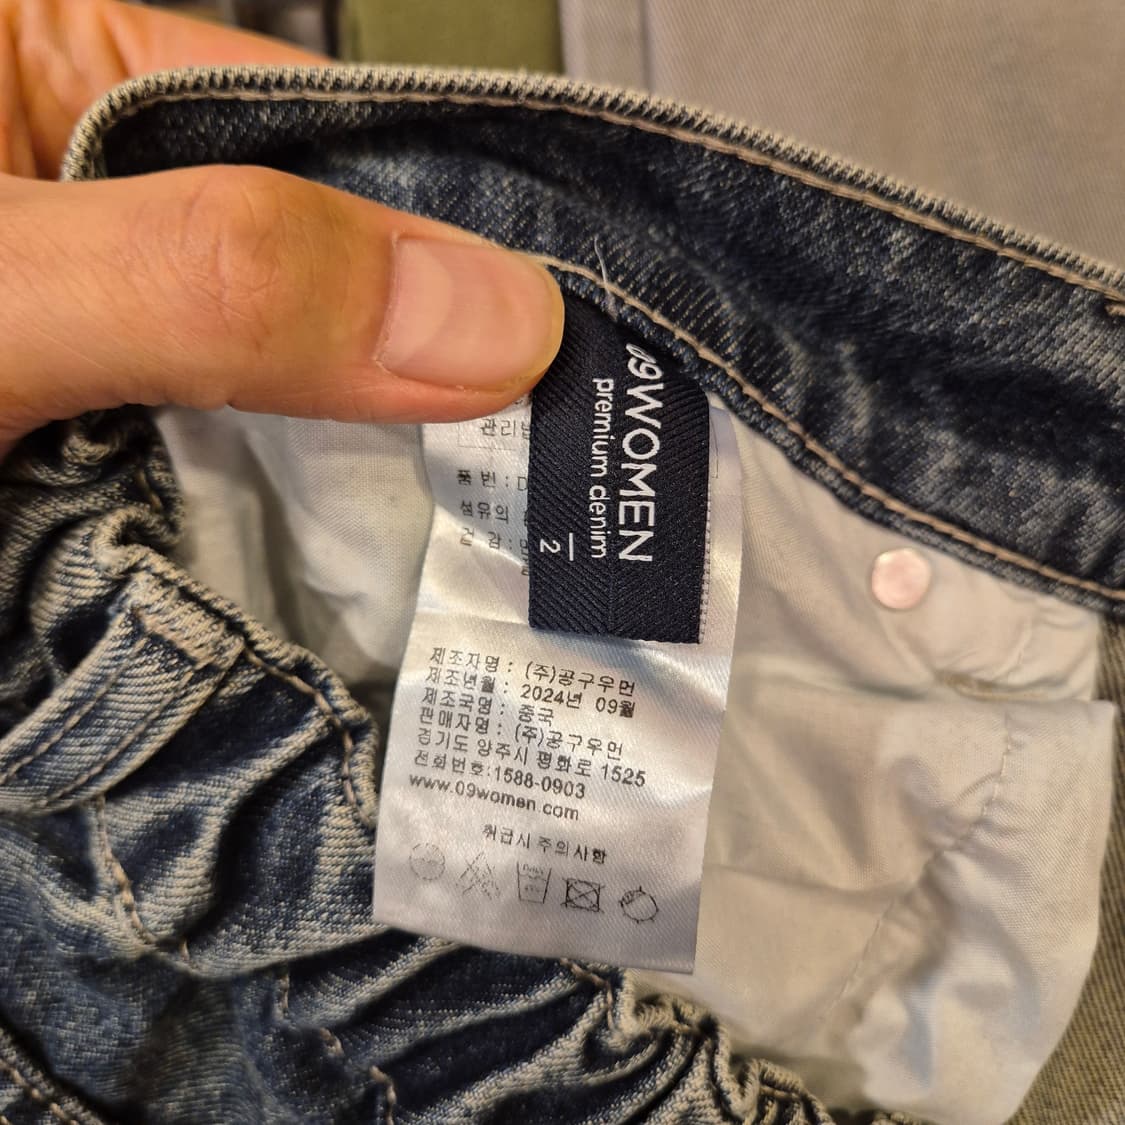 09WOMEN
premium denim
2
관리
품 번 : D
섬유의
겉 감 :
제조자명 : (주)공구우먼
제조년월 : 2024년 09월
제조국명 : 중국
판매자명 : (주)공구우먼
경기도 양주시 평화로 1525
전화번호:1588-0903
www.09women.com
취급시 주의사항